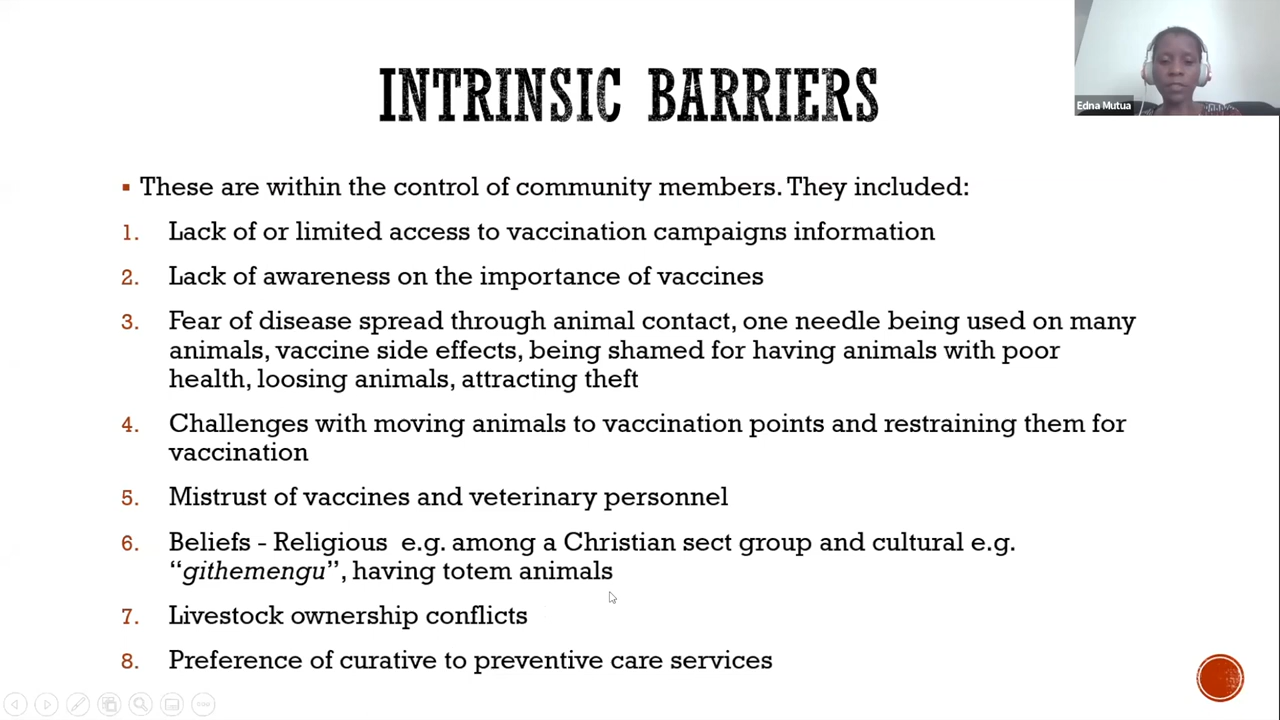 INTRINSIC BARRIERS
Edna Mutua
▪ These are within the control of community members. They included:
1. Lack of or limited access to vaccination campaigns information
2. Lack of awareness on the importance of vaccines
3. Fear of disease spread through animal contact, one needle being used on many
animals, vaccine side effects, being shamed for having animals with poor
health, loosing animals, attracting theft
4. Challenges with moving animals to vaccination points and restraining them for
vaccination
5. Mistrust of vaccines and veterinary personnel
6. Beliefs - Religious e.g. among a Christian sect group and cultural e.g.
“githemengu”, having totem animals
7. Livestock ownership conflicts
8. Preference of curative to preventive care services